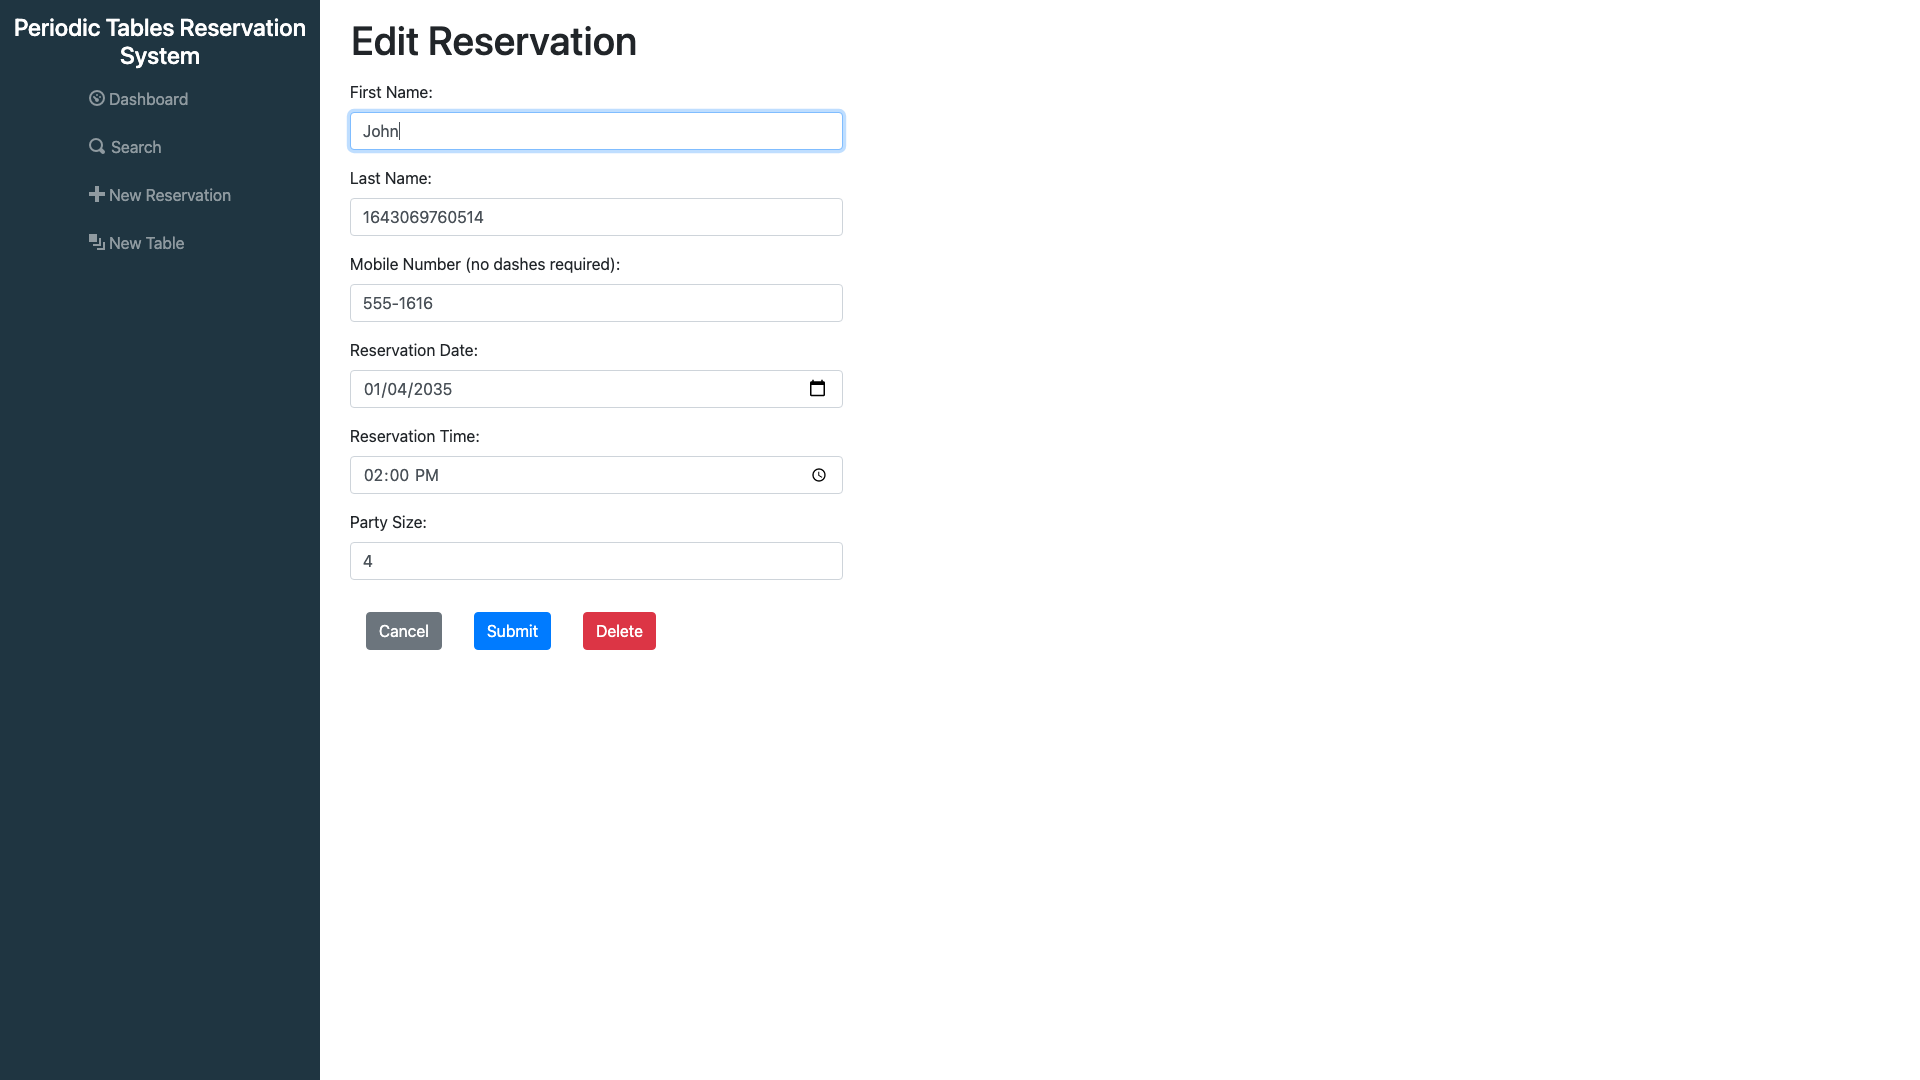 Periodic Tables Reservation
System
Dashboard
Search
New Reservation
New Table
Edit Reservation
First Name:
John
Last Name:
1643069760514
Mobile Number (no dashes required):
555-1616
Reservation Date:
01/04/2035
Reservation Time:
02:00 PM
Party Size:
4
Cancel Submit Delete